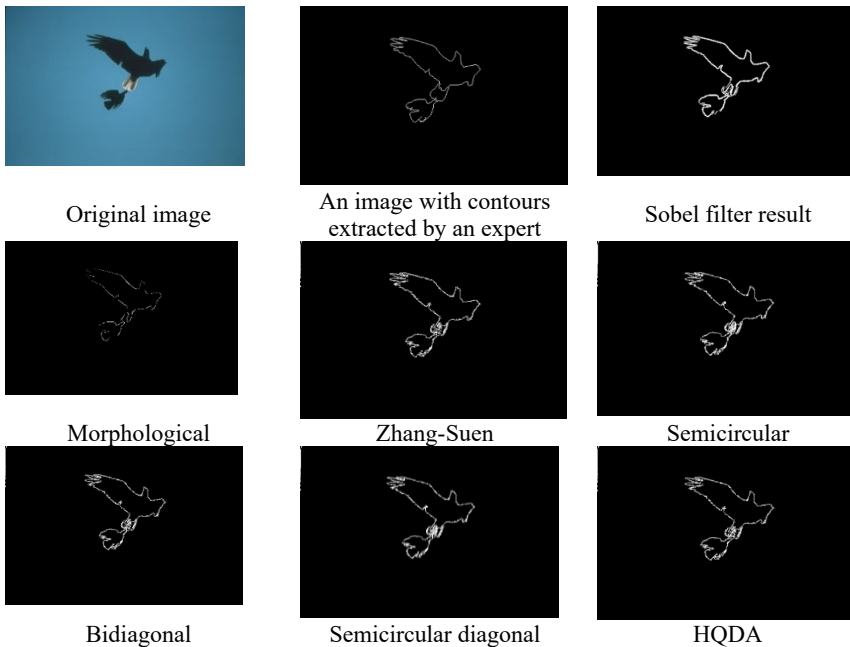 Original image
An image with contours
extracted by an expert
Sobel filter result
Morphological
Zhang-Suen
Semicircular
Bidiagonal
Semicircular diagonal
HQDA